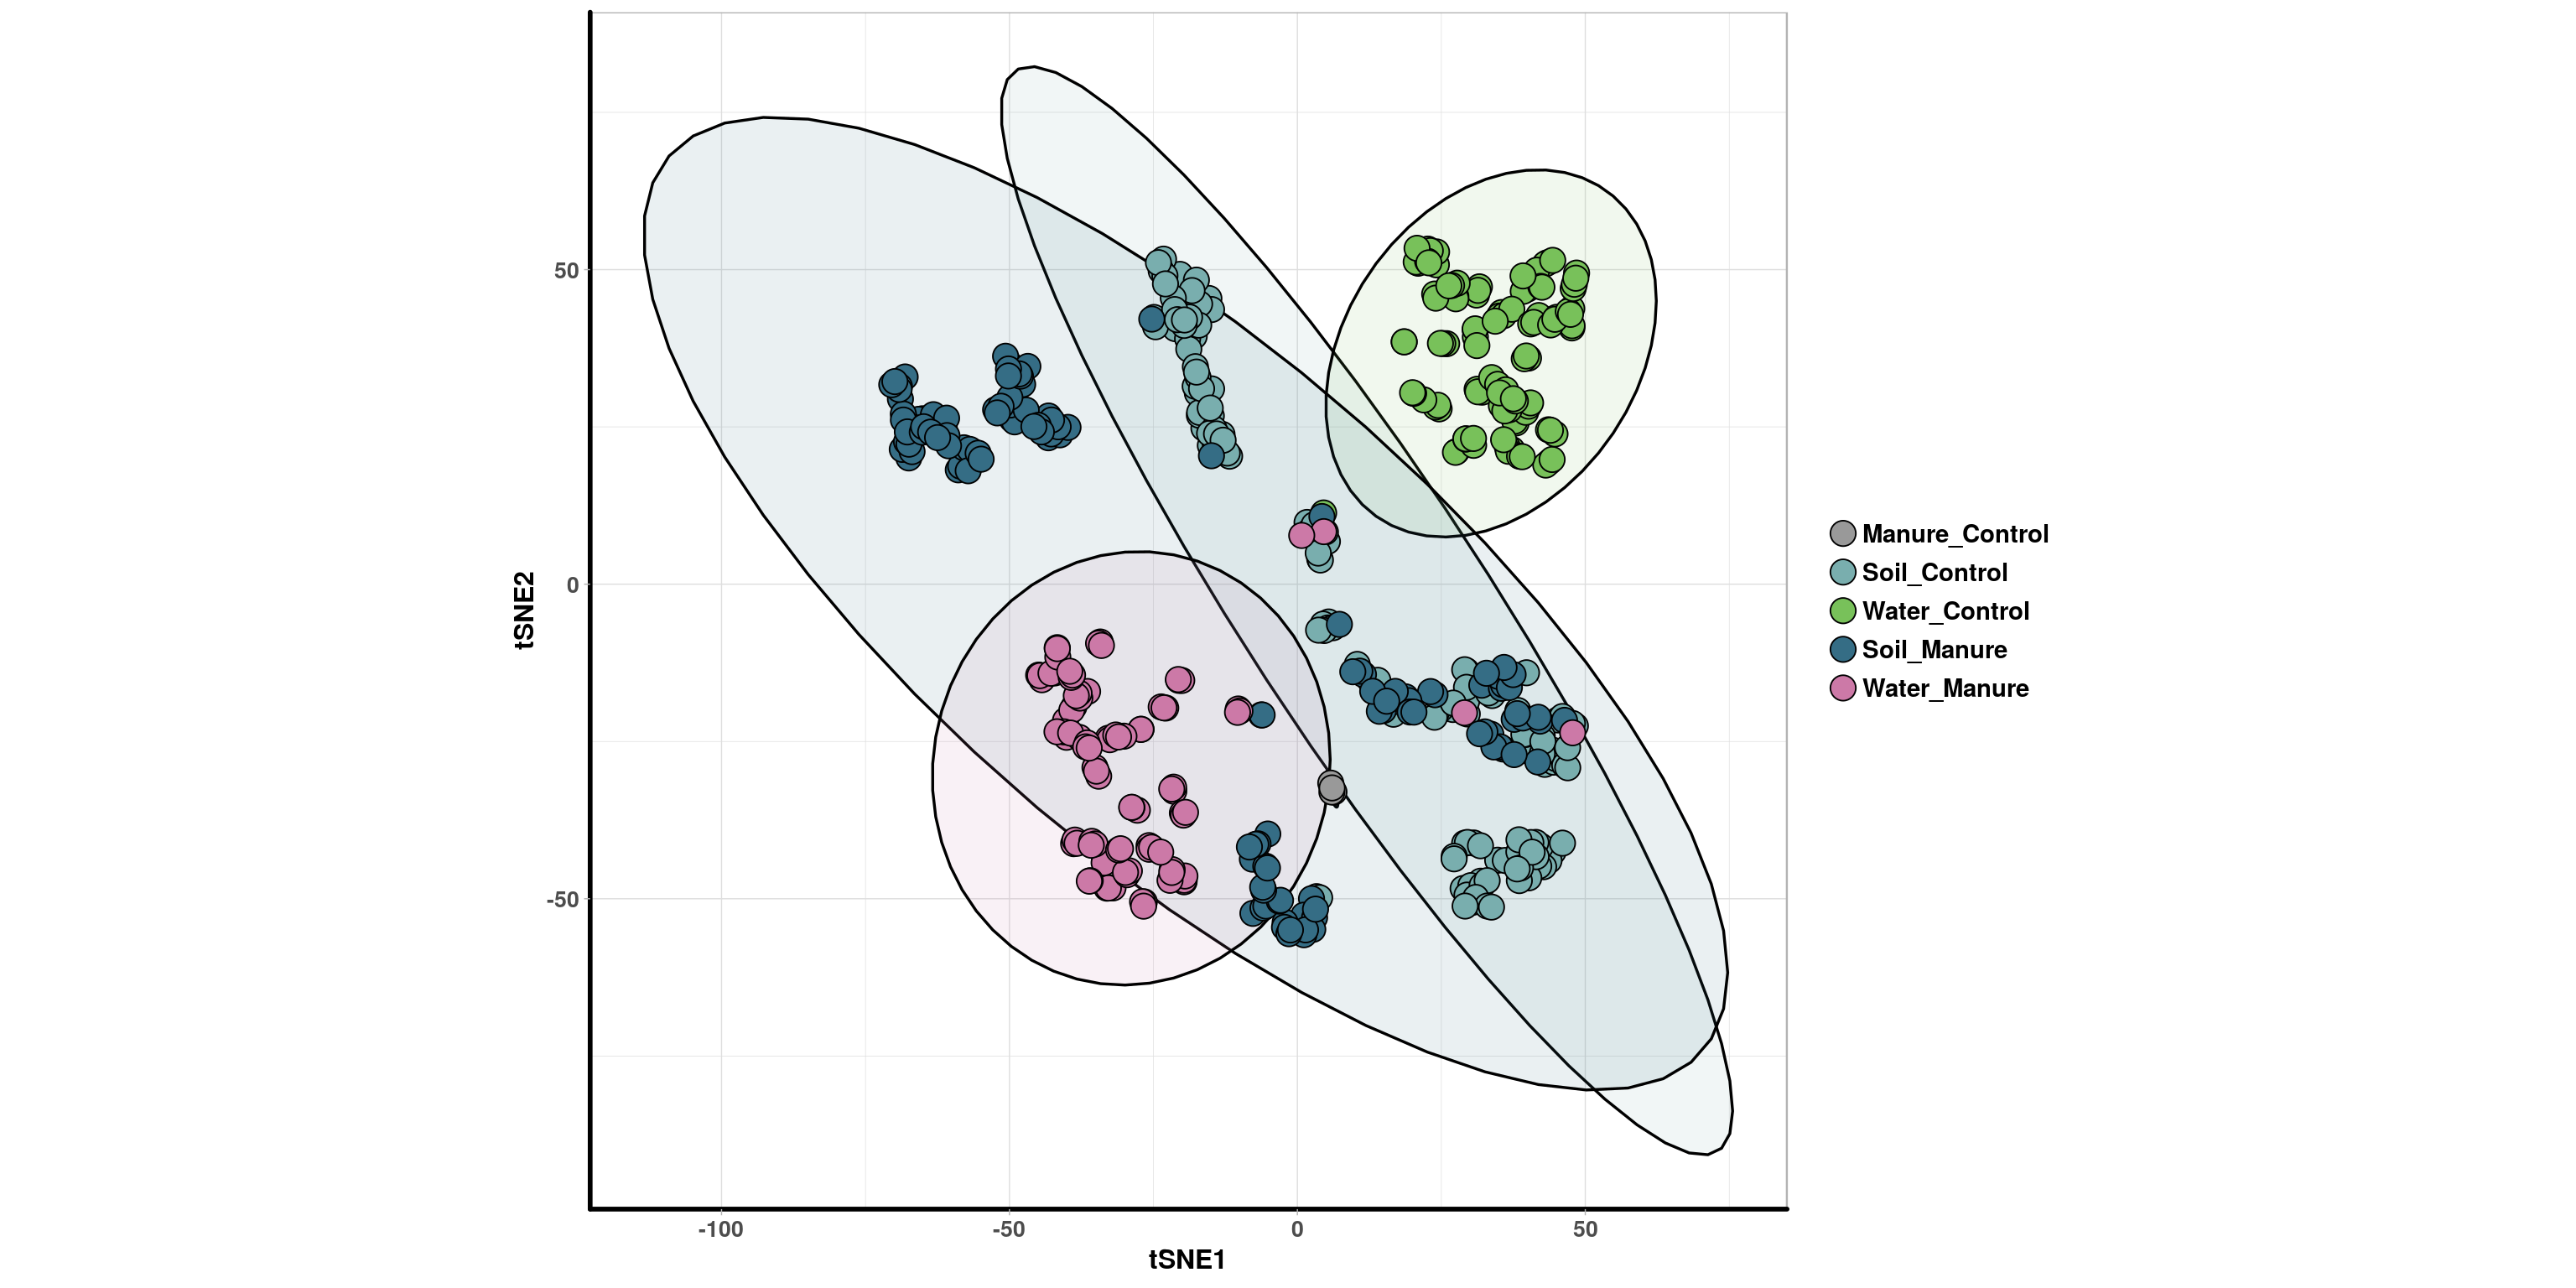 tSNE2
50
0
-50
-100
-50
0
50
tSNE1
Manure_Control
Soil_Control
Water_Control
Soil_Manure
Water_Manure